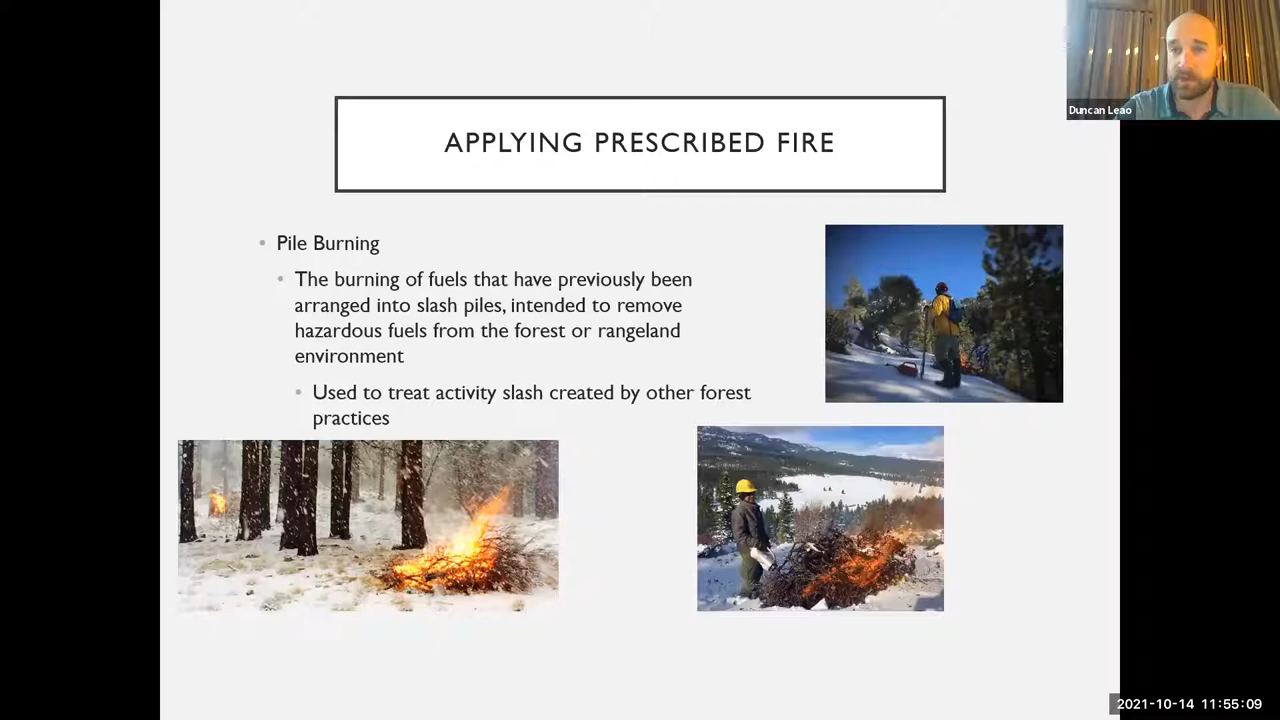 APPLYING PRESCRIBED FIRE
Duncan Leao
• Pile Burning
• The burning of fuels that have previously been
arranged into slash piles, intended to remove
hazardous fuels from the forest or rangeland
environment
• Used to treat activity slash created by other forest
practices
2021-10-14 11:55:09